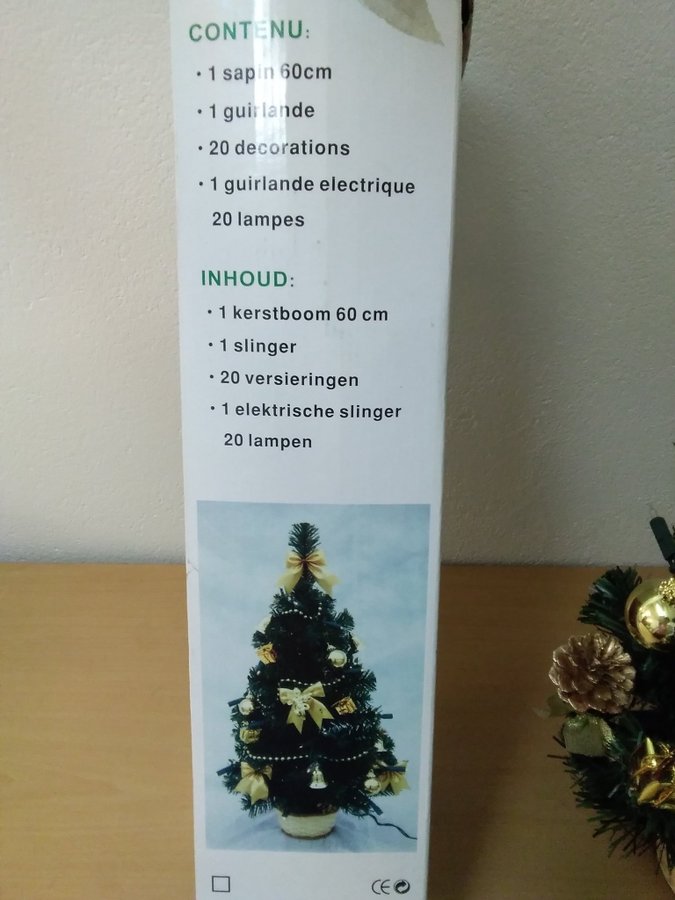 CONTENU:
• 1 sapin 60cm
• 1 guirlande
• 20 decorations
• 1 guirlande electrique
20 lampes
INHOUD:
• 1 kerstboom 60 cm
• 1 slinger
• 20 versieringen
• 1 elektrische slinger
20 lampen
CE